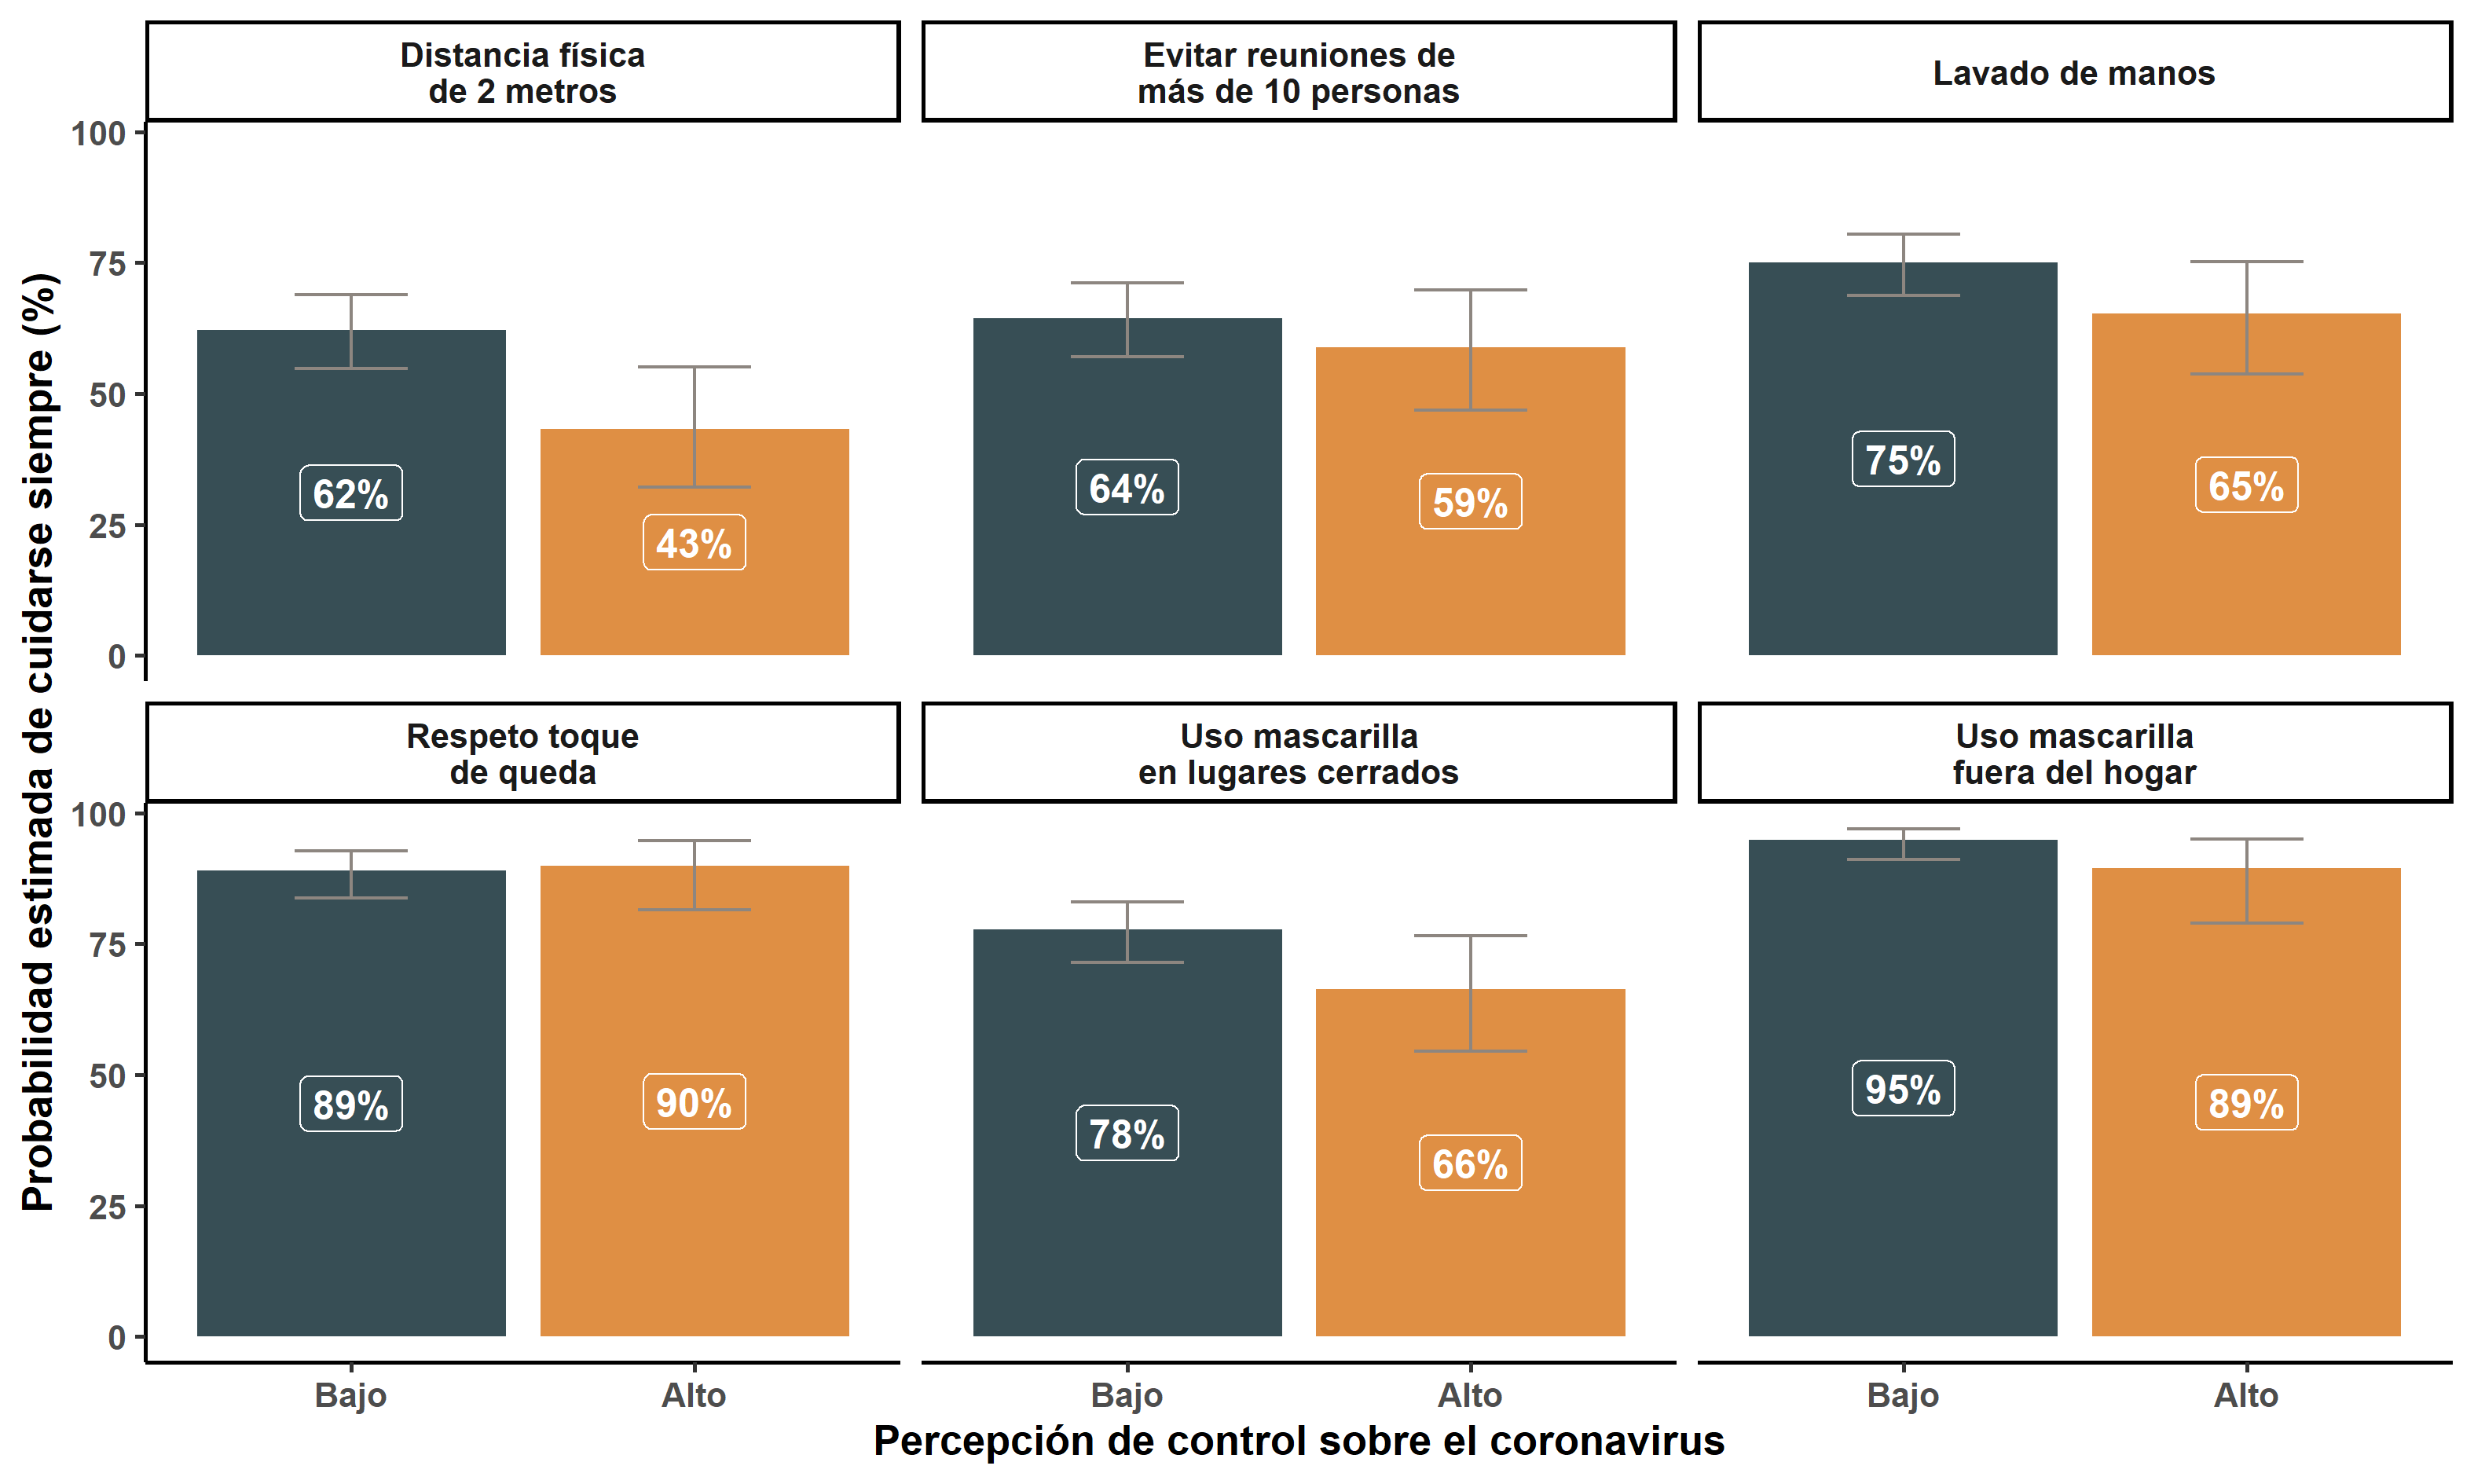 Distancia física
de 2 metros
Evitar reuniones de
más de 10 personas
Lavado de manos
100
75
50
25
0
62%
43%
64%
59%
75%
65%
Respeto toque
de queda
Uso mascarilla
en lugares cerrados
Uso mascarilla
fuera del hogar
100
75
50
25
0
89%
90%
78%
66%
95%
89%
Bajo
Alto
Bajo
Alto
Bajo
Alto
Percepción de control sobre el coronavirus
Probabilidad estimada de cuidarse siempre (%)